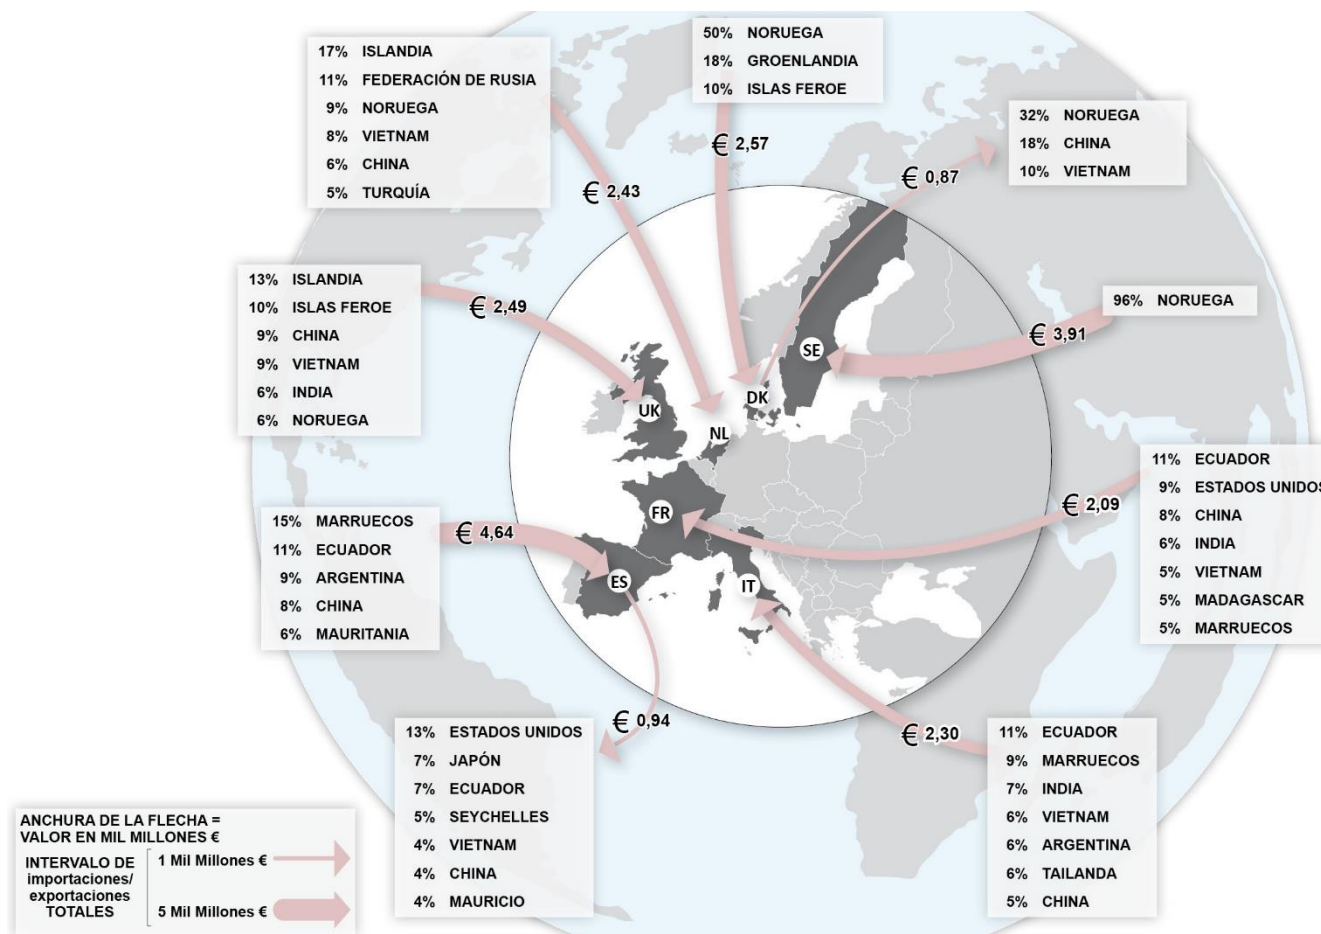 17% ISLANDIA
11% FEDERACIÓN DE RUSIA
9% NORUEGA
8% VIETNAM
6% CHINA
5% TURQUÍA
€ 2,43
50% NORUEGA
18% GROENLANDIA
10% ISLAS FEROE
€ 2,57
32% NORUEGA
18% CHINA
10% VIETNAM
€ 0,87
13% ISLANDIA
10% ISLAS FEROE
9% CHINA
9% VIETNAM
6% INDIA
6% NORUEGA
€ 2,49
96% NORUEGA
€ 3,91
SE
DK
UK
NL
FR
ES
IT
11% ECUADOR
9% ESTADOS UNIDOS
8% CHINA
6% INDIA
5% VIETNAM
5% MADAGASCAR
5% MARRUECOS
€ 2,09
15% MARRUECOS
11% ECUADOR
9% ARGENTINA
8% CHINA
6% MAURITANIA
€ 4,64
13% ESTADOS UNIDOS
7% JAPÓN
7% ECUADOR
5% SEYCHELLES
4% VIETNAM
4% CHINA
4% MAURICIO
€ 0,94
11% ECUADOR
9% MARRUECOS
7% INDIA
6% VIETNAM
6% ARGENTINA
6% TAILANDA
5% CHINA
€ 2,30
ANCHURA DE LA FLECHA =
VALOR EN MIL MILLONES €
INTERVALO DE
importaciones/
exportaciones
TOTALES
1 Mil Millones €
5 Mil Millones €